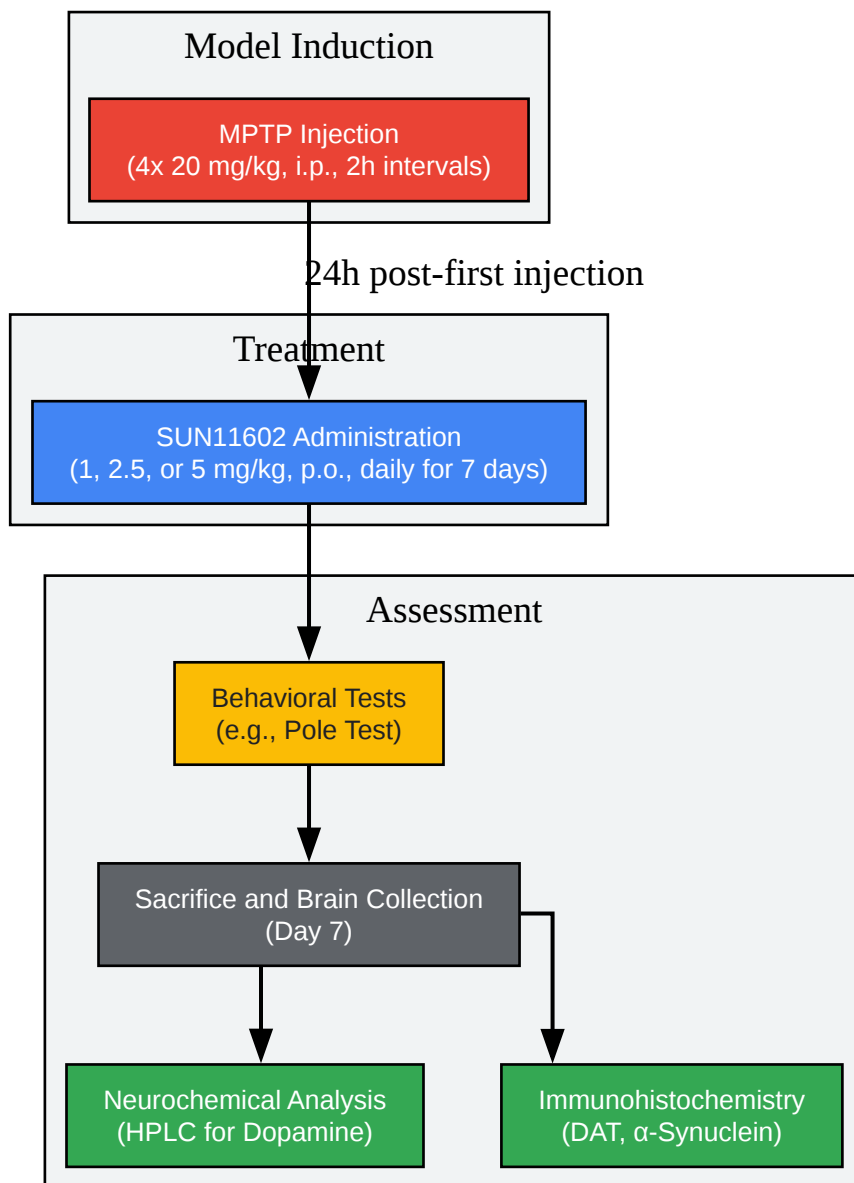 Model Induction
MPTP Injection
(4x 20 mg/kg, i.p., 2h intervals)
24h post-first injection
Treatment
SUN11602 Administration
(1, 2.5, or 5 mg/kg, p.o., daily for 7 days)
Assessment
Behavioral Tests
(e.g., Pole Test)
Sacrifice and Brain Collection
(Day 7)
Neurochemical Analysis
(HPLC for Dopamine)
Immunohistochemistry
(DAT, α-Synuclein)